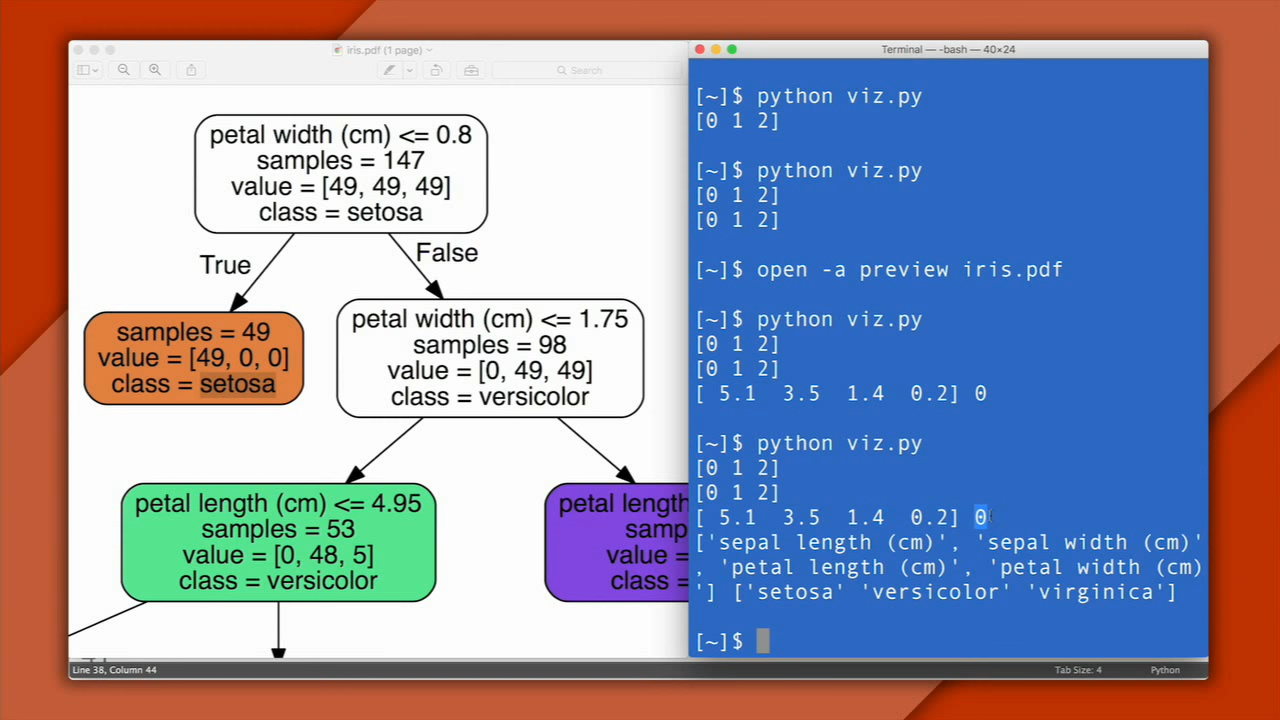 iris.pdf (1 page)
Search
petal width (cm) <= 0.8
samples = 147
value = [49, 49, 49]
class = setosa
True
False
samples = 49
value = [49, 0, 0]
class = setosa
petal width (cm) <= 1.75
samples = 98
value = [0, 49, 49]
class = versicolor
petal length (cm) <= 4.95
samples = 53
value = [0, 48, 5]
class = versicolor
petal length
samp
value =
class =
Line 38, Column 44
Terminal — -bash — 40×24
[~]$ python viz.py
[0 1 2]
[~]$ python viz.py
[0 1 2]
[0 1 2]
[~]$ open -a preview iris.pdf
[~]$ python viz.py
[0 1 2]
[0 1 2]
[ 5.1 3.5 1.4 0.2] 0
[~]$ python viz.py
[0 1 2]
[0 1 2]
[ 5.1 3.5 1.4 0.2] 0
['sepal length (cm)', 'sepal width (cm)'
, 'petal length (cm)', 'petal width (cm)
'] ['setosa' 'versicolor' 'virginica']
[~]$
Tab Size: 4
Python